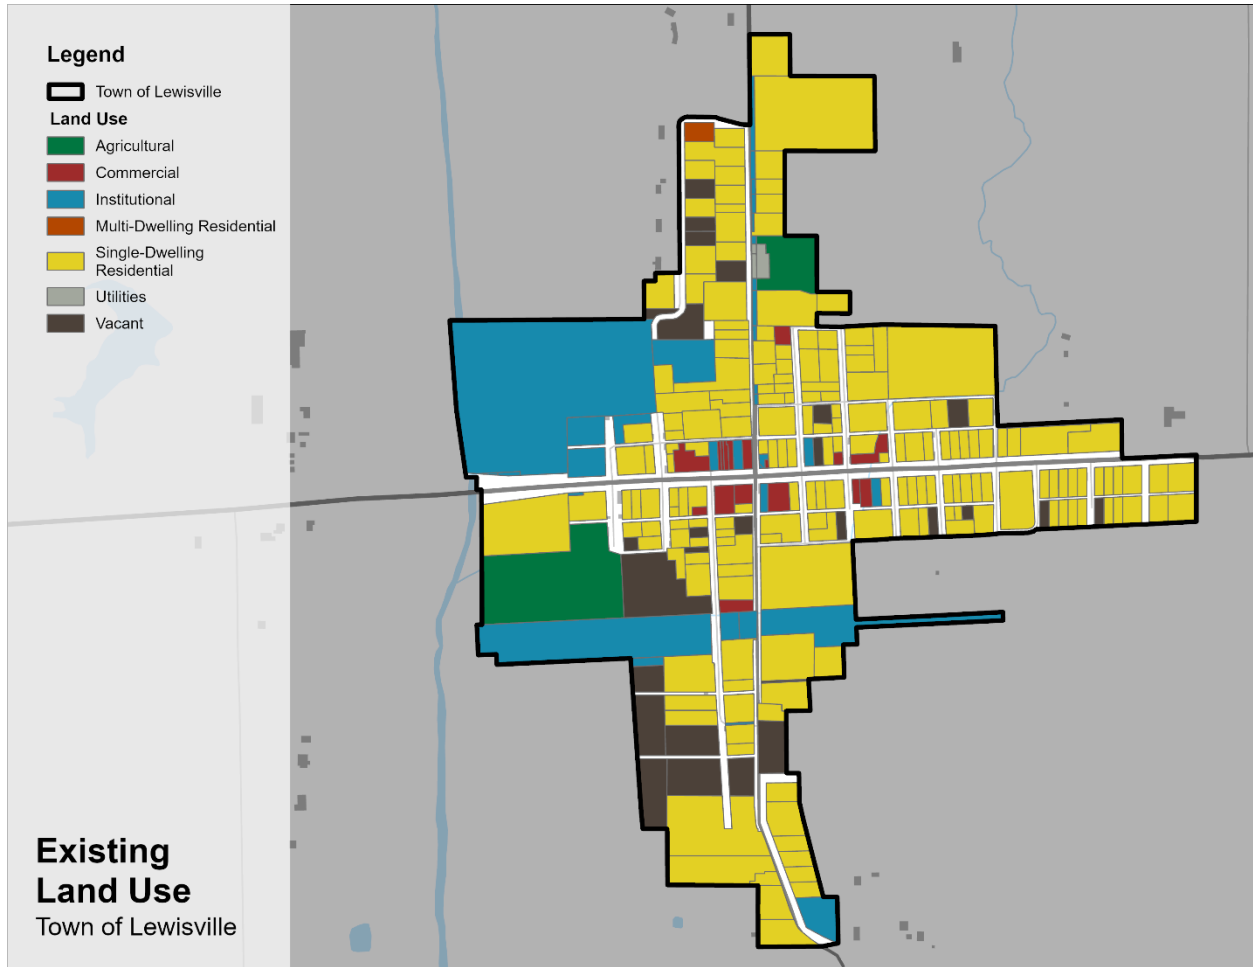 Legend
Town of Lewisville
Land Use
Agricultural
Commercial
Institutional
Multi-Dwelling Residential
Single-Dwelling
Residential
Utilities
Vacant
Existing
Land Use
Town of Lewisville